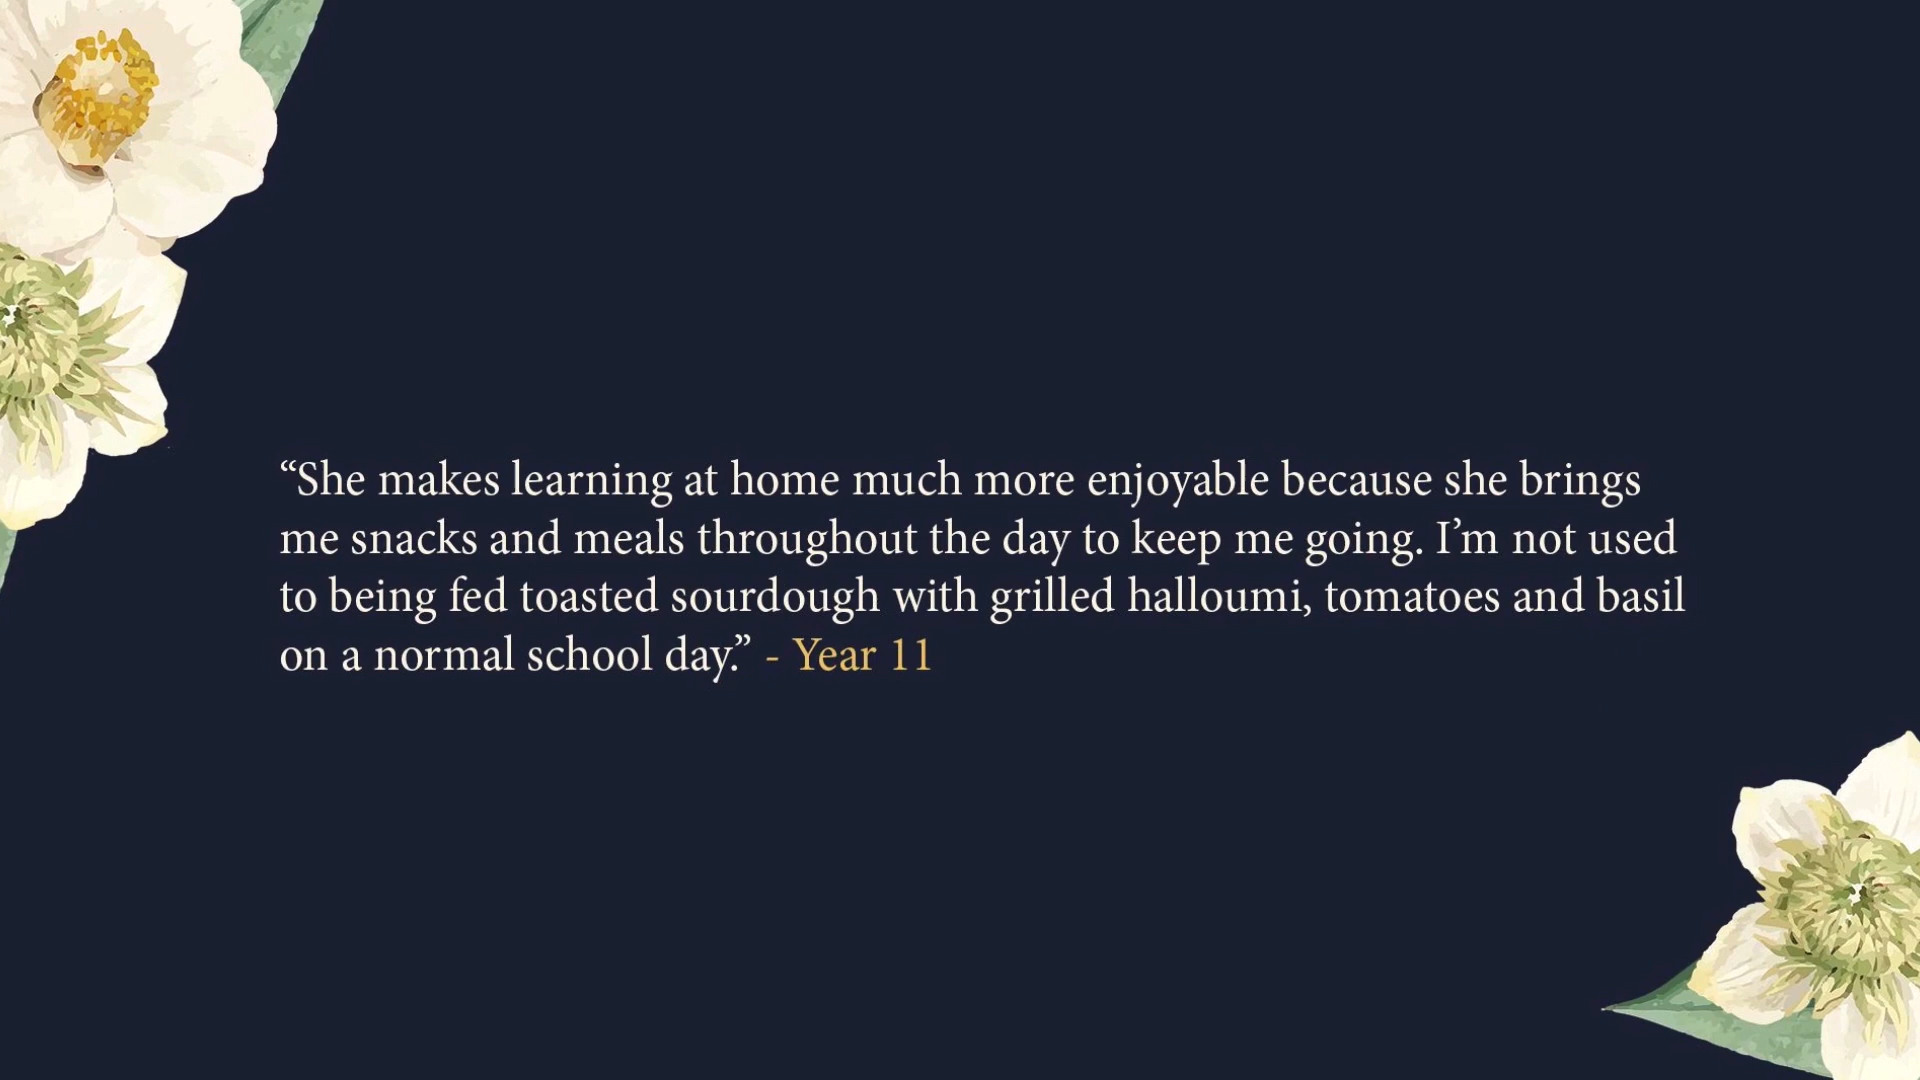 “She makes learning at home much more enjoyable because she brings
me snacks and meals throughout the day to keep me going. I’m not used
to being fed toasted sourdough with grilled halloumi, tomatoes and basil
on a normal school day.” - Year 11